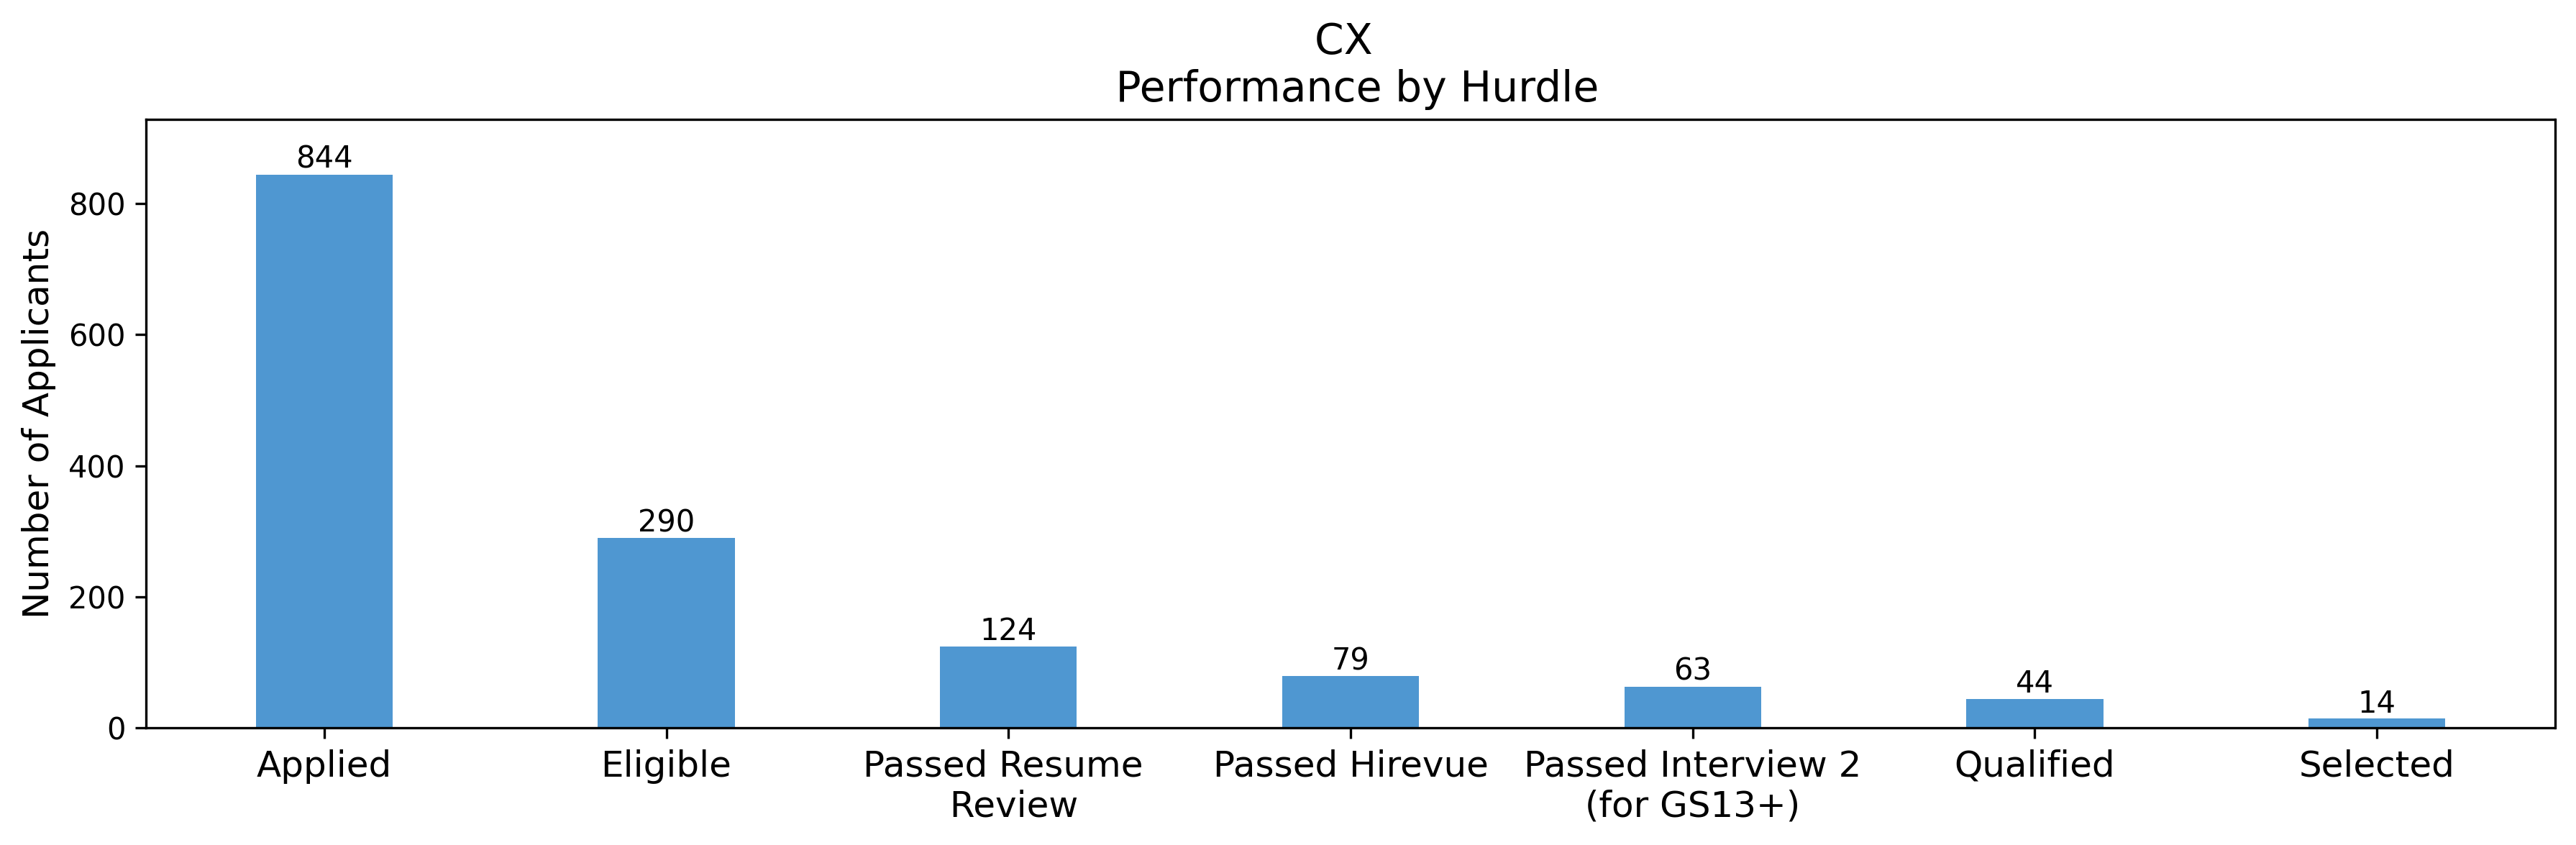 CX
Performance by Hurdle
Number of Applicants
800
600
400
200
0
844
290
124
79
63
44
14
Applied
Eligible
Passed Resume
Review
Passed Hirevue
Passed Interview 2
(for GS13+)
Qualified
Selected